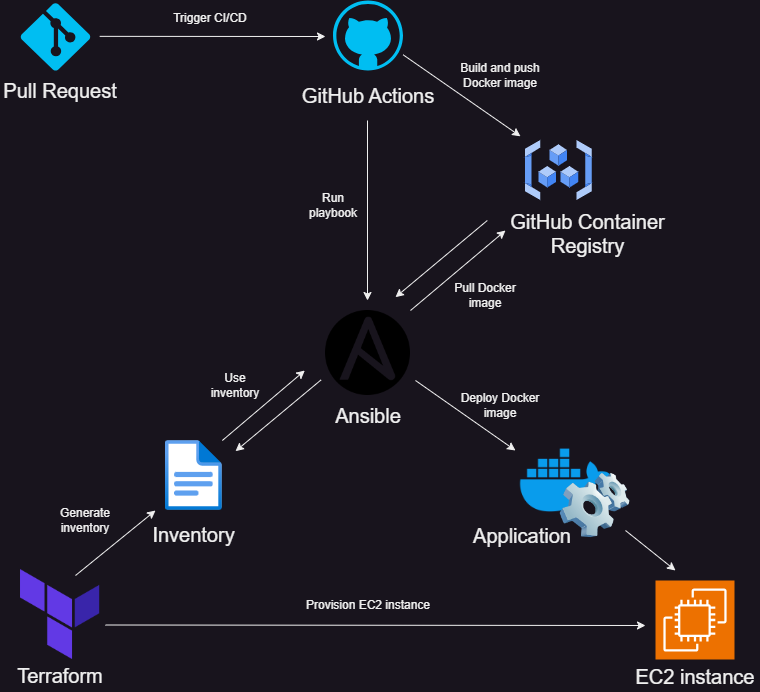 Trigger CI/CD
Pull Request
GitHub Actions
Build and push
Docker image
Run
playbook
GitHub Container
Registry
Pull Docker
image
Ansible
Use
inventory
Deploy Docker
image
Generate
inventory
Inventory
Application
Provision EC2 instance
Terraform
EC2 instance